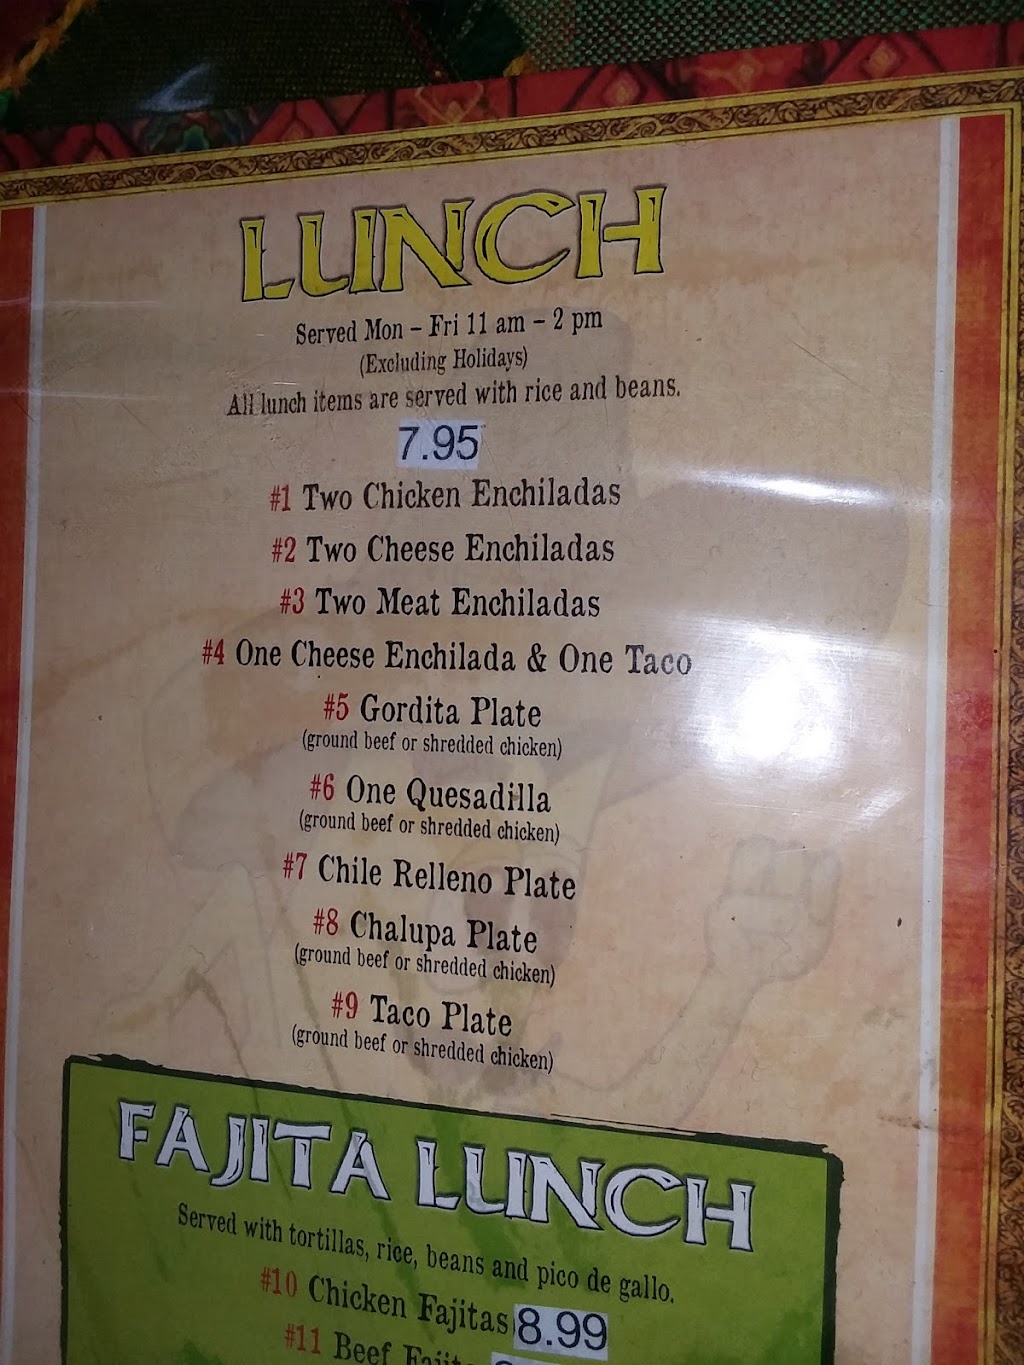 LUNCH
Served Mon – Fri 11 am – 2 pm
(Excluding Holidays)
All lunch items are served with rice and beans.
7.95
#1 Two Chicken Enchiladas
#2 Two Cheese Enchiladas
#3 Two Meat Enchiladas
#4 One Cheese Enchilada & One Taco
#5 Gordita Plate
(ground beef or shredded chicken)
#6 One Quesadilla
(ground beef or shredded chicken)
#7 Chile Relleno Plate
#8 Chalupa Plate
(ground beef or shredded chicken)
#9 Taco Plate
(ground beef or shredded chicken)
FAJITA LUNCH
Served with tortillas, rice, beans and pico de gallo.
#10 Chicken Fajitas 8.99
#11 Beef